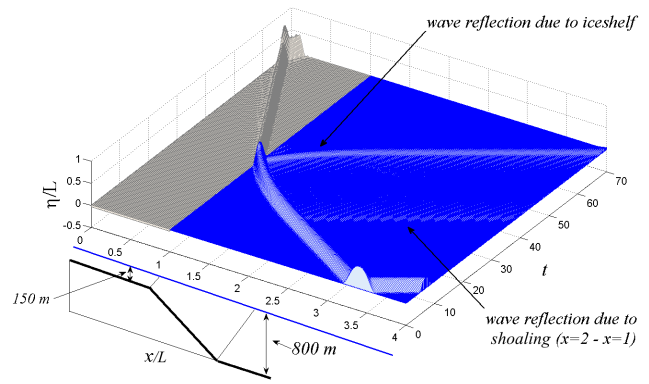 wave reflection due to iceshelf
η/L
1
0.5
0
-0.5
0
0.5
1
1.5
2
2.5
3
3.5
4
0
10
20
30
40
50
60
70
t
150 m
800 m
x/L
wave reflection due to
shoaling (x=2 - x=1)